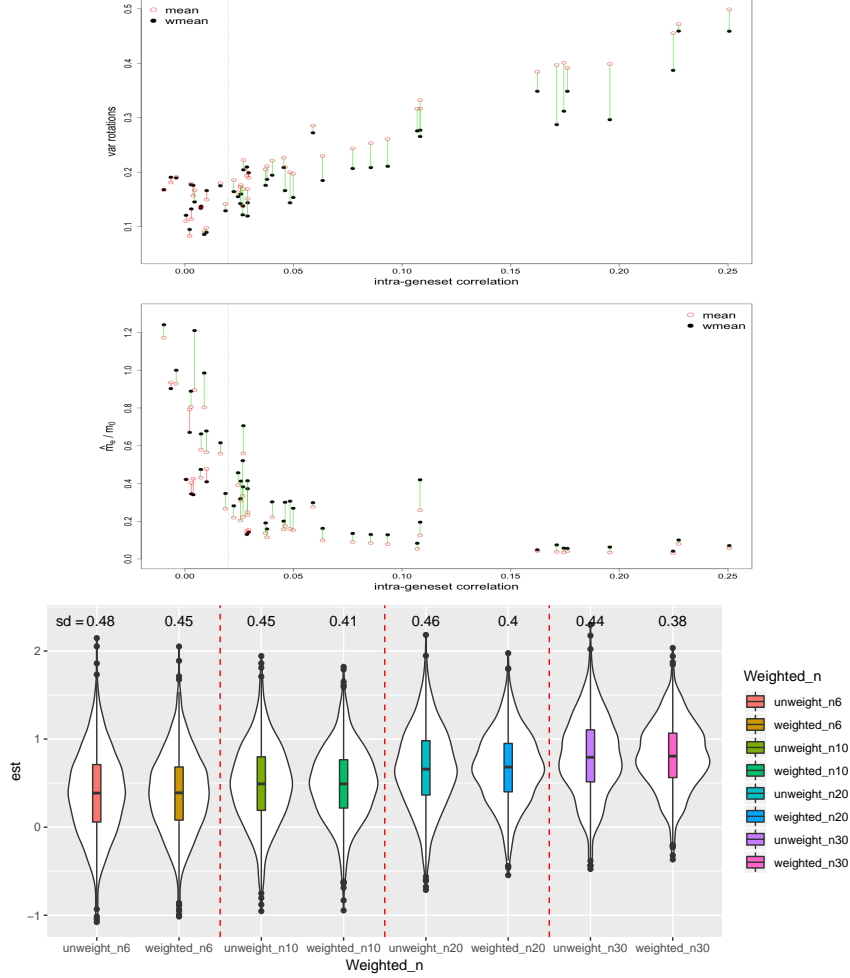 mean
wmean
0.5
0.4
0.3
0.2
0.1
var rotations
0.00 0.05 0.10 0.15 0.20 0.25
intra-geneset correlation
mean
wmean
1.2
1.0
0.8
0.6
0.4
0.2
0.0
m̂e / m0
0.00 0.05 0.10 0.15 0.20 0.25
intra-geneset correlation
sd = 0.48 0.45 0.45 0.41 0.46 0.4 0.44 0.38
2
1
0
−1
est
unweight_n6 weighted_n6 unweight_n10 weighted_n10 unweight_n20 weighted_n20 unweight_n30 weighted_n30
Weighted_n
Weighted_n
unweight_n6
weighted_n6
unweight_n10
weighted_n10
unweight_n20
weighted_n20
unweight_n30
weighted_n30